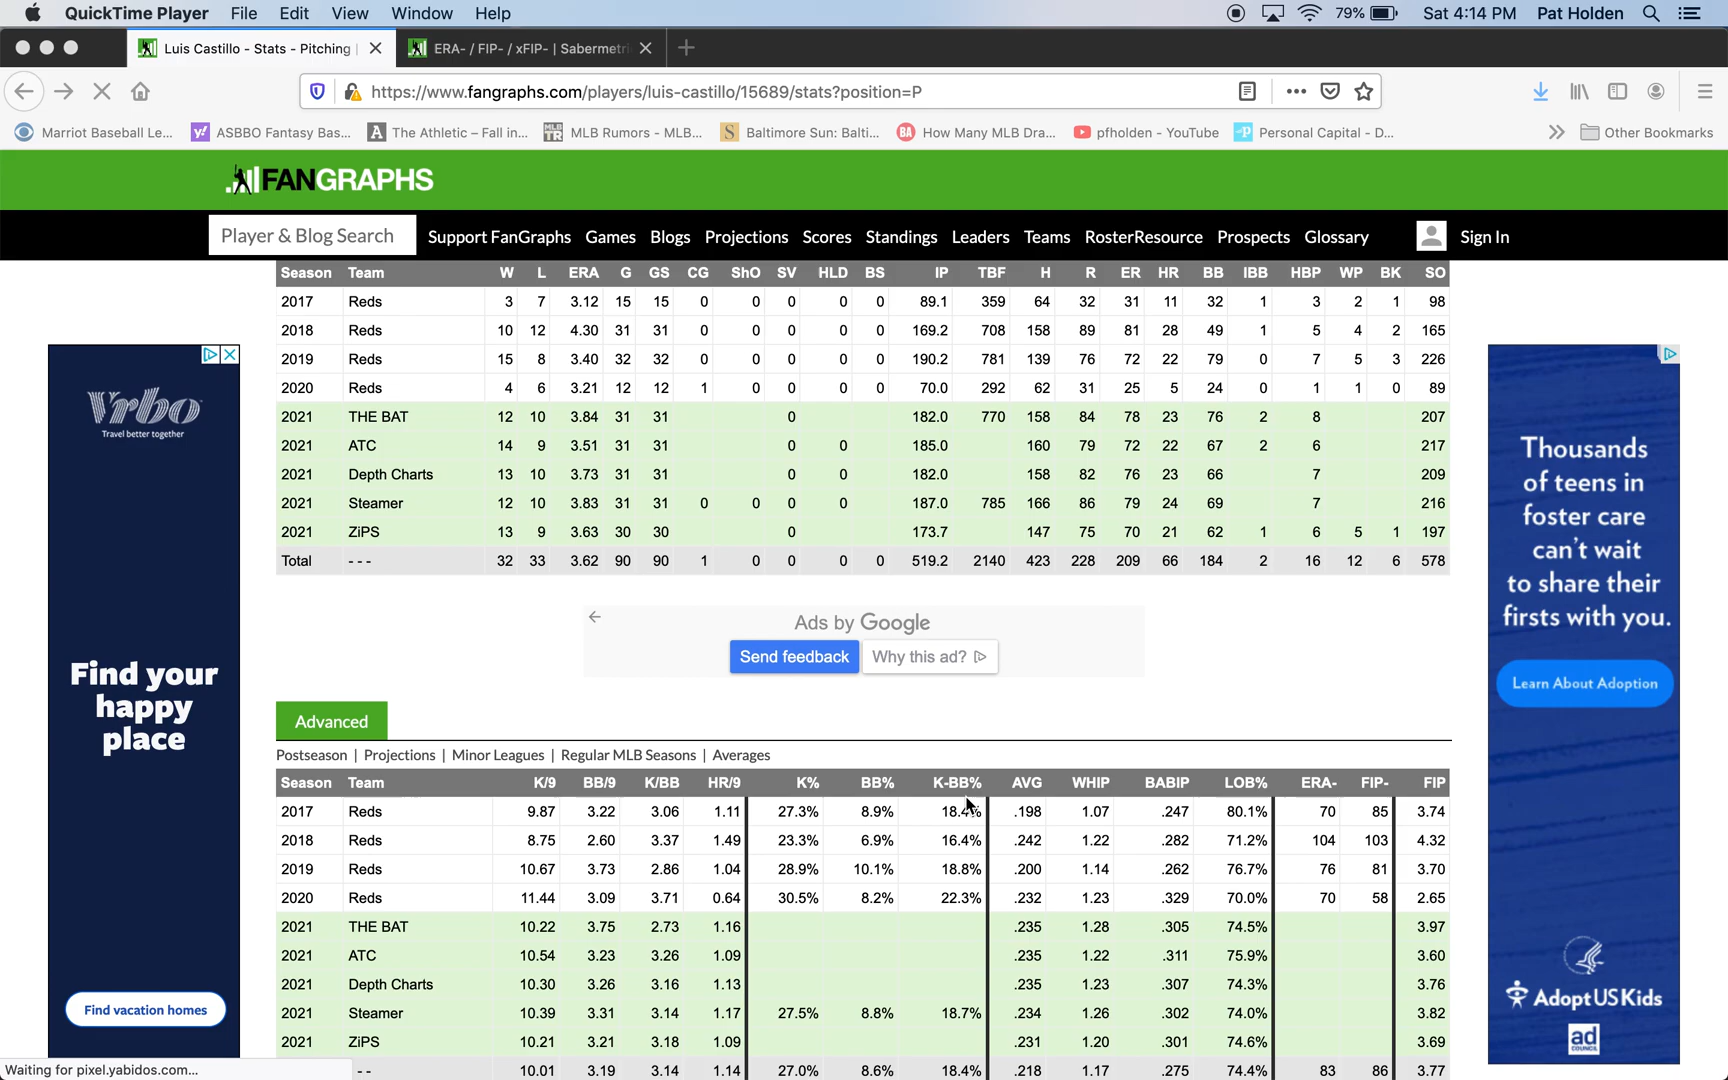 QuickTime Player File Edit View Window Help 79% Sat 4:14 PM Pat Holden
Luis Castillo - Stats - Pitching | ERA- / FIP- / xFIP- | Sabermetri
https://www.fangraphs.com/players/luis-castillo/15689/stats?position=P
Marriot Baseball Le... ASBBO Fantasy Bas... A The Athletic – Fall in... MLB TR MLB Rumors - MLB... S Baltimore Sun: Balti... BA How Many MLB Dra... pfholden - YouTube Personal Capital - D... Other Bookmarks
FANGRAPHS
Player & Blog Search Support FanGraphs Games Blogs Projections Scores Standings Leaders Teams RosterResource Prospects Glossary Sign In
Season Team W L ERA G GS CG ShO SV HLD BS IP TBF H R ER HR BB IBB HBP WP BK SO
2017 Reds 3 7 3.12 15 15 0 0 0 0 0 89.1 359 64 32 31 11 32 1 3 2 1 98
2018 Reds 10 12 4.30 31 31 0 0 0 0 0 169.2 708 158 89 81 28 49 1 5 4 2 165
2019 Reds 15 8 3.40 32 32 0 0 0 0 0 190.2 781 139 76 72 22 79 0 7 5 3 226
2020 Reds 4 6 3.21 12 12 1 0 0 0 0 70.0 292 62 31 25 5 24 0 1 1 0 89
2021 THE BAT 12 10 3.84 31 31 0 182.0 770 158 84 78 23 76 2 8 207
2021 ATC 14 9 3.51 31 31 0 0 185.0 160 79 72 22 67 2 6 217
2021 Depth Charts 13 10 3.73 31 31 0 0 182.0 158 82 76 23 66 7 209
2021 Steamer 12 10 3.83 31 31 0 0 0 0 187.0 785 166 86 79 24 69 7 216
2021 ZiPS 13 9 3.63 30 30 0 173.7 147 75 70 21 62 1 6 5 1 197
Total - - - 32 33 3.62 90 90 1 0 0 0 0 519.2 2140 423 228 209 66 184 2 16 12 6 578
Ads by Google
Send feedback Why this ad?
Advanced
Postseason | Projections | Minor Leagues | Regular MLB Seasons | Averages
Season Team K/9 BB/9 K/BB HR/9 K% BB% K-BB% AVG WHIP BABIP LOB% ERA- FIP- FIP
2017 Reds 9.87 3.22 3.06 1.11 27.3% 8.9% 18.4% .198 1.07 .247 80.1% 70 85 3.74
2018 Reds 8.75 2.60 3.37 1.49 23.3% 6.9% 16.4% .242 1.22 .282 71.2% 104 103 4.32
2019 Reds 10.67 3.73 2.86 1.04 28.9% 10.1% 18.8% .200 1.14 .262 76.7% 76 81 3.70
2020 Reds 11.44 3.09 3.71 0.64 30.5% 8.2% 22.3% .232 1.23 .329 70.0% 70 58 2.65
2021 THE BAT 10.22 3.75 2.73 1.16 .235 1.28 .305 74.5% 3.97
2021 ATC 10.54 3.23 3.26 1.09 .235 1.22 .311 75.9% 3.60
2021 Depth Charts 10.30 3.26 3.16 1.13 .235 1.23 .307 74.3% 3.76
2021 Steamer 10.39 3.31 3.14 1.17 27.5% 8.8% 18.7% .234 1.26 .302 74.0% 3.82
2021 ZiPS 10.21 3.21 3.18 1.09 .231 1.20 .301 74.6% 3.69
- - 10.01 3.19 3.14 1.14 27.0% 8.6% 18.4% .218 1.17 .275 74.4% 83 86 3.77
Vrbo
Travel better together
Find your
happy
place
Find vacation homes
Thousands
of teens in
foster care
can't wait
to share their
firsts with you.
Learn About Adoption
AdoptUSKids
ad
COUNCIL
Waiting for pixel.yabidos.com...